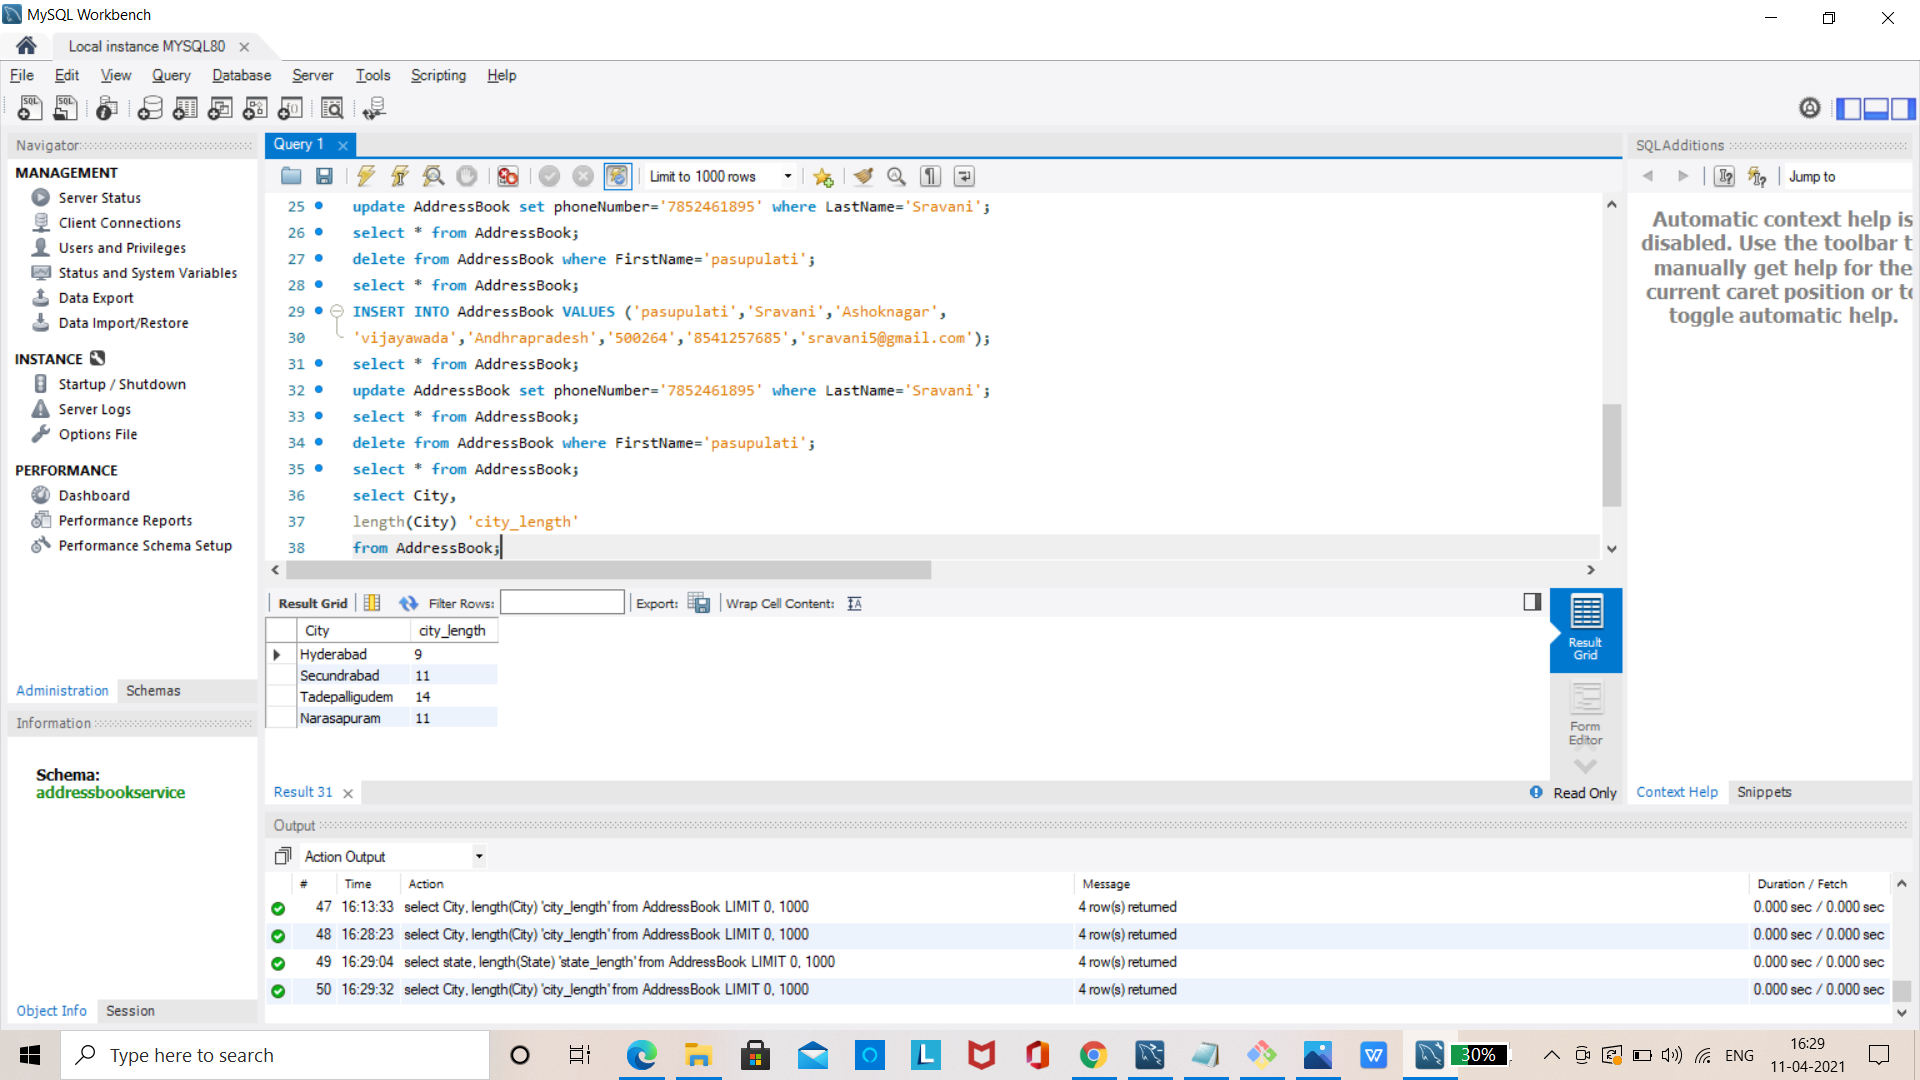 MySQL Workbench
Local instance MYSQL80
File Edit View Query Database Server Tools Scripting Help
Navigator
MANAGEMENT
Server Status
Client Connections
Users and Privileges
Status and System Variables
Data Export
Data Import/Restore
INSTANCE
Startup / Shutdown
Server Logs
Options File
PERFORMANCE
Dashboard
Performance Reports
Performance Schema Setup
Administration Schemas
Information
Schema:
addressbookservice
Object Info Session
Query 1
Limit to 1000 rows
25 update AddressBook set phoneNumber='7852461895' where LastName='Sravani';
26 select * from AddressBook;
27 delete from AddressBook where FirstName='pasupulati';
28 select * from AddressBook;
29 INSERT INTO AddressBook VALUES ('pasupulati','Sravani','Ashoknagar',
30 'vijayawada','Andhrapradesh','500264','8541257685','sravani5@gmail.com');
31 select * from AddressBook;
32 update AddressBook set phoneNumber='7852461895' where LastName='Sravani';
33 select * from AddressBook;
34 delete from AddressBook where FirstName='pasupulati';
35 select * from AddressBook;
36 select City,
37 length(City) 'city_length'
38 from AddressBook;
Result Grid Filter Rows: Export: Wrap Cell Content:
City city_length
Hyderabad 9
Secundrabad 11
Tadepalligudem 14
Narasapuram 11
Result Grid
Form Editor
Result 31
Read Only
SQLAdditions
Jump to
Automatic context help is
disabled. Use the toolbar t
manually get help for the
current caret position or to
toggle automatic help.
Context Help Snippets
Output
Action Output
# Time Action Message Duration / Fetch
47 16:13:33 select City, length(City) 'city_length' from AddressBook LIMIT 0, 1000 4 row(s) returned 0.000 sec / 0.000 sec
48 16:28:23 select City, length(City) 'city_length' from AddressBook LIMIT 0, 1000 4 row(s) returned 0.000 sec / 0.000 sec
49 16:29:04 select state, length(State) 'state_length' from AddressBook LIMIT 0, 1000 4 row(s) returned 0.000 sec / 0.000 sec
50 16:29:32 select City, length(City) 'city_length' from AddressBook LIMIT 0, 1000 4 row(s) returned 0.000 sec / 0.000 sec
Type here to search
30%
ENG
16:29
11-04-2021